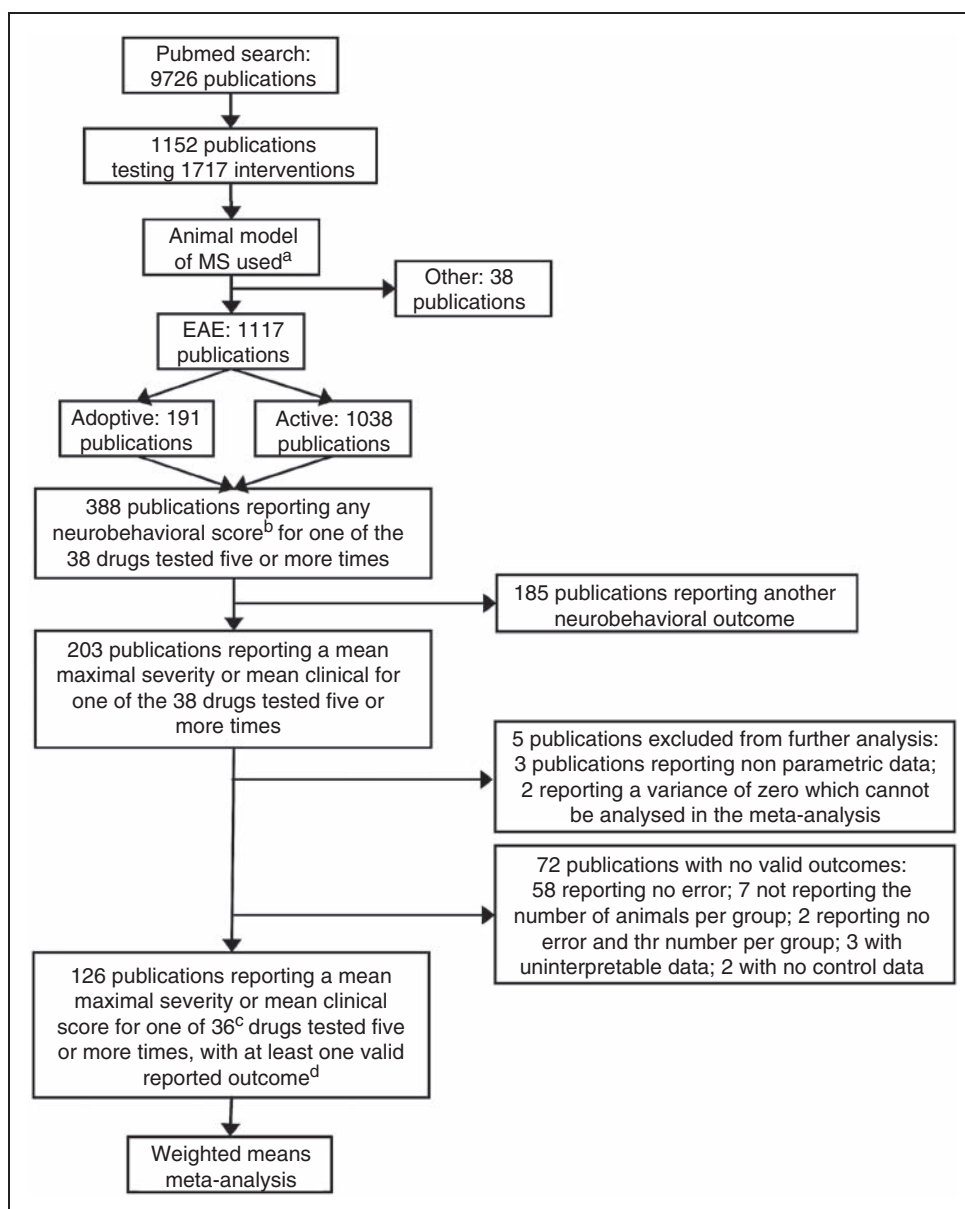 Pubmed search:
9726 publications
1152 publications
testing 1717 interventions
Animal model
of MS usedᵃ
Other: 38
publications
EAE: 1117
publications
Adoptive: 191
publications
Active: 1038
publications
388 publications reporting any
neurobehavioral scoreᵇ for one of the
38 drugs tested five or more times
185 publications reporting another
neurobehavioral outcome
203 publications reporting a mean
maximal severity or mean clinical for
one of the 38 drugs tested five or
more times
5 publications excluded from further analysis:
3 publications reporting non parametric data;
2 reporting a variance of zero which cannot
be analysed in the meta-analysis
72 publications with no valid outcomes:
58 reporting no error; 7 not reporting the
number of animals per group; 2 reporting no
error and thr number per group; 3 with
uninterpretable data; 2 with no control data
126 publications reporting a mean
maximal severity or mean clinical
score for one of 36ᶜ drugs tested five
or more times, with at least one valid
reported outcomeᵈ
Weighted means
meta-analysis